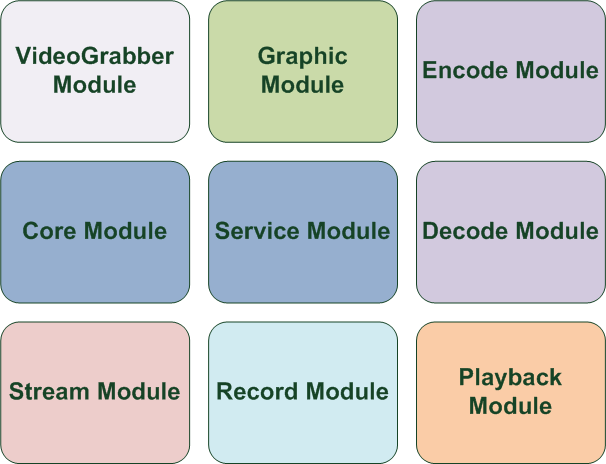 VideoGrabber
Module
Graphic
Module
Encode Module
Core Module
Service Module
Decode Module
Stream Module
Record Module
Playback
Module